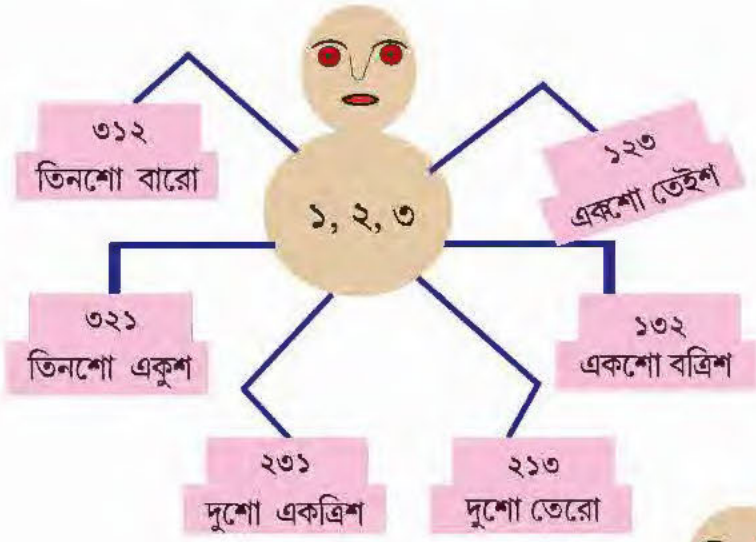 ৩১২
তিনশো বারো
১২৩
একশো তেইশ
১, ২, ৩
৩২১
তিনশো একুশ
১৩২
একশো বত্রিশ
২৩১
দুশো একত্রিশ
২১৩
দুশো তেরো